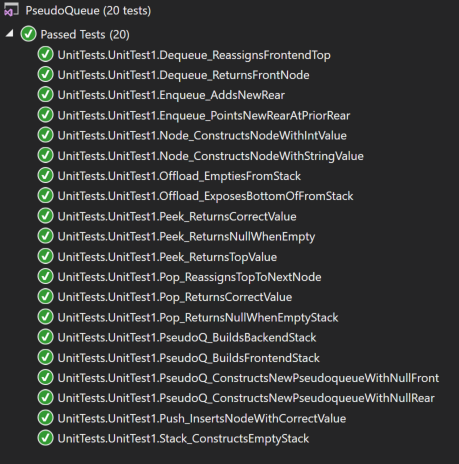 PseudoQueue (20 tests)
Passed Tests (20)
UnitTests.UnitTest1.Dequeue_ReassignsFrontendTop
UnitTests.UnitTest1.Dequeue_ReturnsFrontNode
UnitTests.UnitTest1.Enqueue_AddsNewRear
UnitTests.UnitTest1.Enqueue_PointsNewRearAtPriorRear
UnitTests.UnitTest1.Node_ConstructsNodeWithIntValue
UnitTests.UnitTest1.Node_ConstructsNodeWithStringValue
UnitTests.UnitTest1.Offload_EmptiesFromStack
UnitTests.UnitTest1.Offload_ExposesBottomOfFromStack
UnitTests.UnitTest1.Peek_ReturnsCorrectValue
UnitTests.UnitTest1.Peek_ReturnsNullWhenEmpty
UnitTests.UnitTest1.Peek_ReturnsTopValue
UnitTests.UnitTest1.Pop_ReassignsTopToNextNode
UnitTests.UnitTest1.Pop_ReturnsCorrectValue
UnitTests.UnitTest1.Pop_ReturnsNullWhenEmptyStack
UnitTests.UnitTest1.PseudoQ_BuildsBackendStack
UnitTests.UnitTest1.PseudoQ_BuildsFrontendStack
UnitTests.UnitTest1.PseudoQ_ConstructsNewPseudoqueueWithNullFront
UnitTests.UnitTest1.PseudoQ_ConstructsNewPseudoqueueWithNullRear
UnitTests.UnitTest1.Push_InsertsNodeWithCorrectValue
UnitTests.UnitTest1.Stack_ConstructsEmptyStack